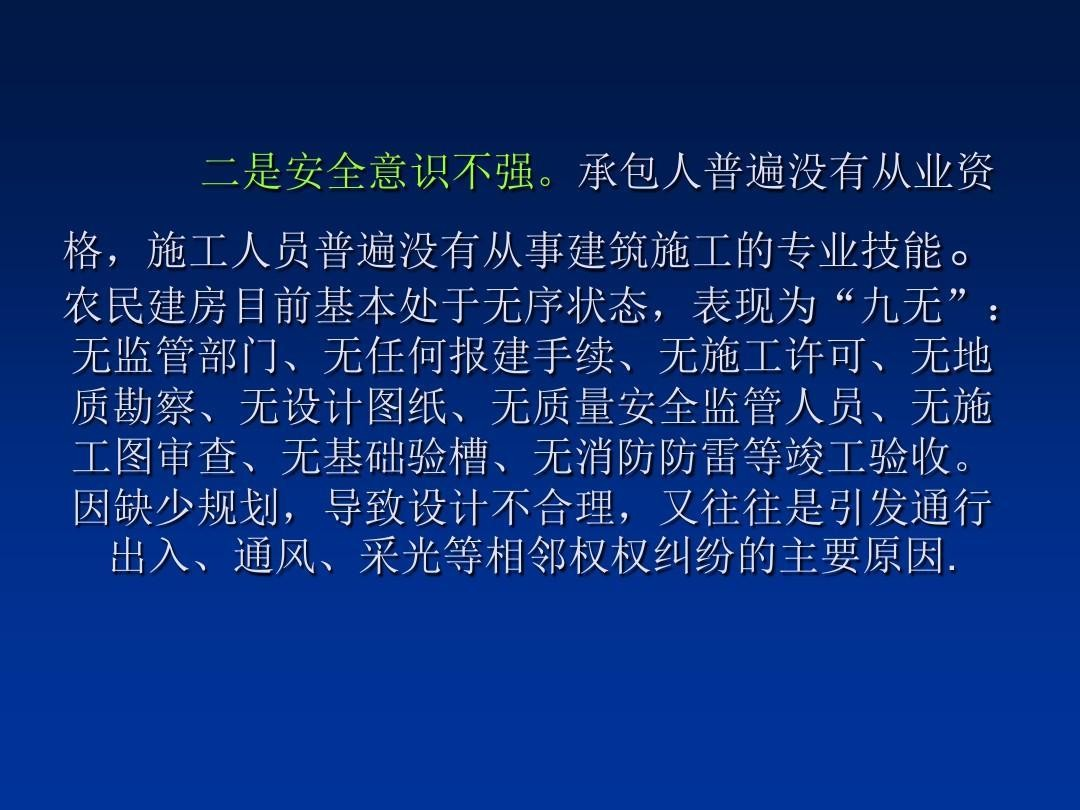 二是安全意识不强。承包人普遍没有从业资
格，施工人员普遍没有从事建筑施工的专业技能。
农民建房目前基本处于无序状态，表现为“九无”：
无监管部门、无任何报建手续、无施工许可、无地
质勘察、无设计图纸、无质量安全监管人员、无施
工图审查、无基础验槽、无消防防雷等竣工验收。
因缺少规划，导致设计不合理，又往往是引发通行
出入、通风、采光等相邻权权纠纷的主要原因.